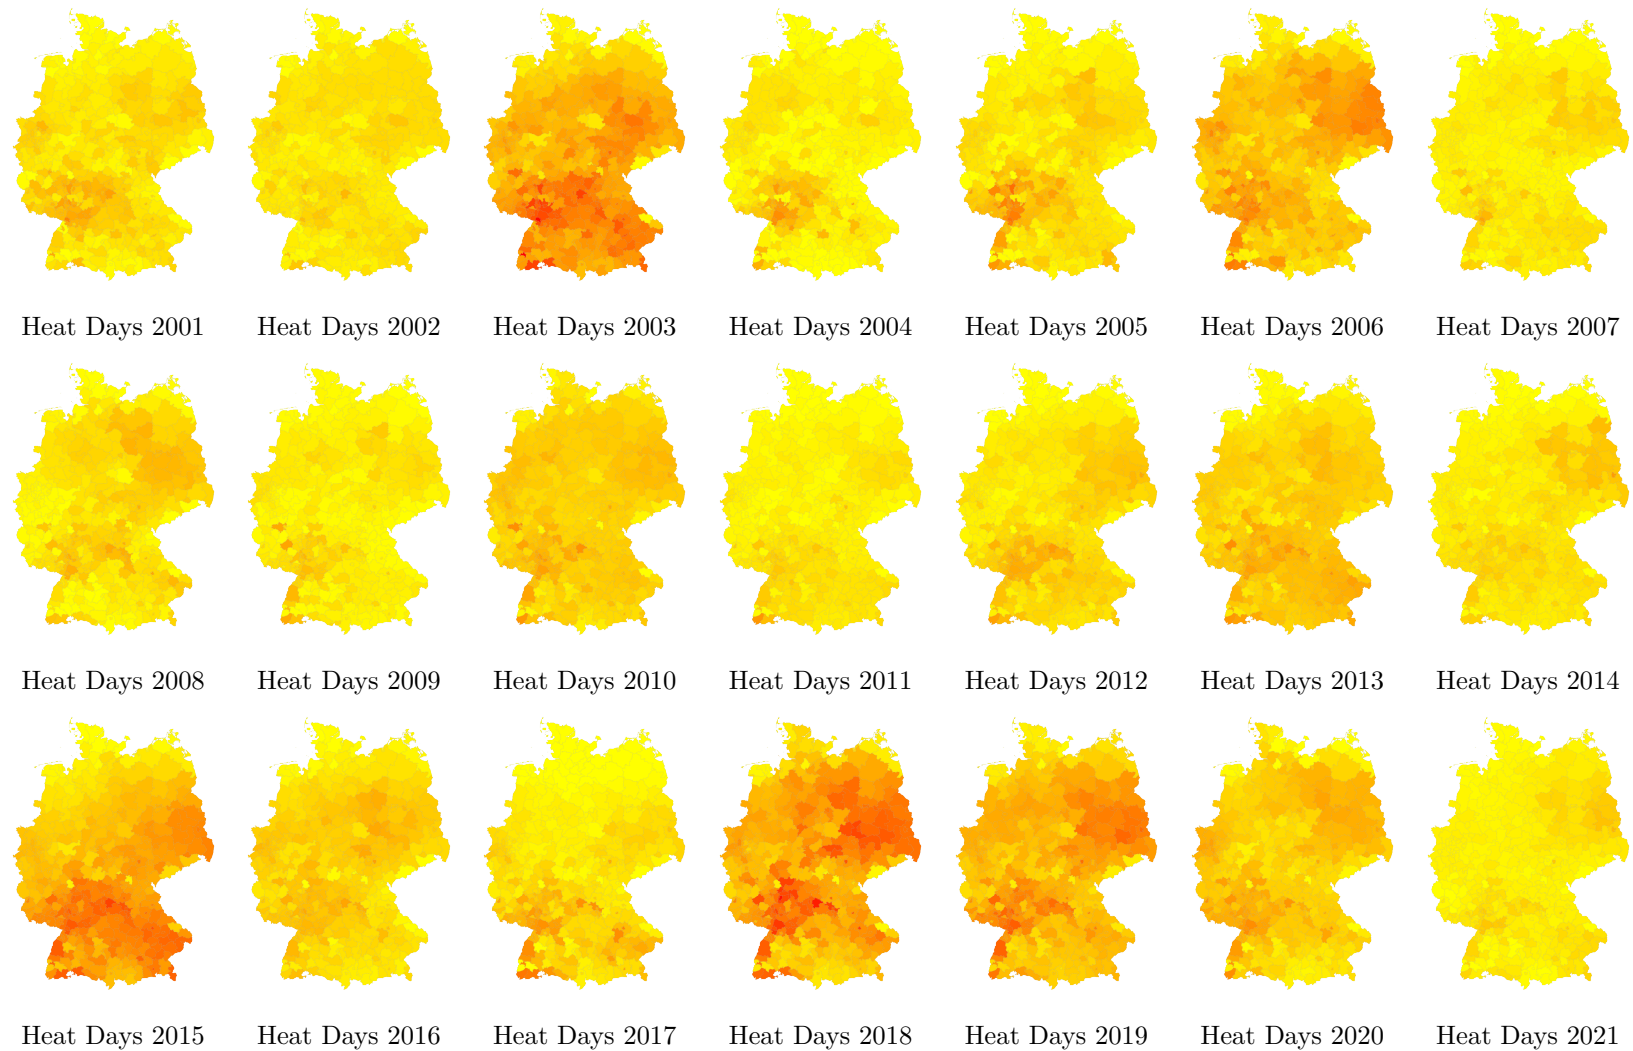 Heat Days 2001
Heat Days 2002
Heat Days 2003
Heat Days 2004
Heat Days 2005
Heat Days 2006
Heat Days 2007
Heat Days 2008
Heat Days 2009
Heat Days 2010
Heat Days 2011
Heat Days 2012
Heat Days 2013
Heat Days 2014
Heat Days 2015
Heat Days 2016
Heat Days 2017
Heat Days 2018
Heat Days 2019
Heat Days 2020
Heat Days 2021